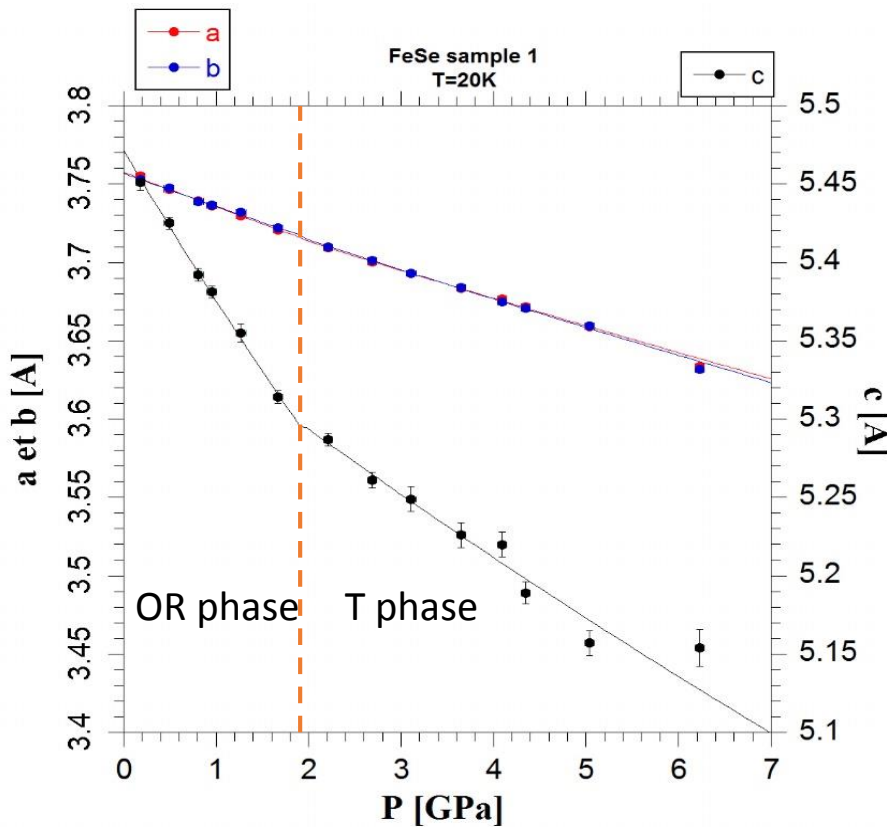 a
b
FeSe sample 1
T=20K
c
3.8
3.75
3.7
3.65
3.6
3.55
3.5
3.45
3.4
a et b [A]
5.5
5.45
5.4
5.35
5.3
5.25
5.2
5.15
5.1
c [A]
OR phase
T phase
0 1 2 3 4 5 6 7
P [GPa]